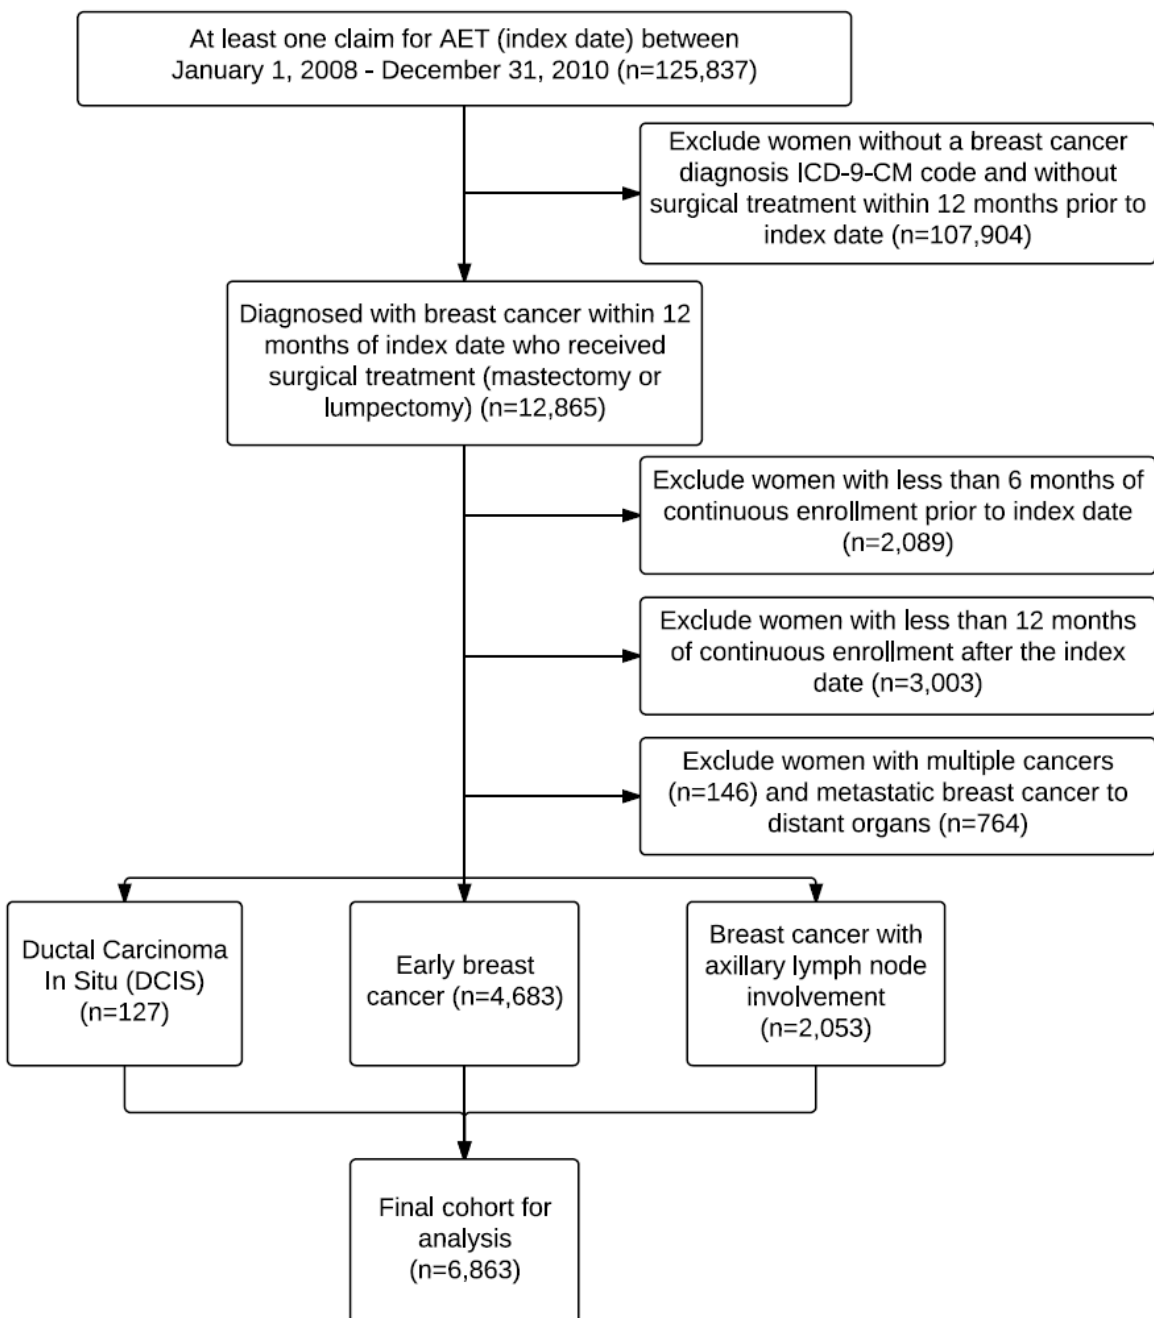 At least one claim for AET (index date) between
January 1, 2008 - December 31, 2010 (n=125,837)
Exclude women without a breast cancer
diagnosis ICD-9-CM code and without
surgical treatment within 12 months prior to
index date (n=107,904)
Diagnosed with breast cancer within 12
months of index date who received
surgical treatment (mastectomy or
lumpectomy) (n=12,865)
Exclude women with less than 6 months of
continuous enrollment prior to index date
(n=2,089)
Exclude women with less than 12 months
of continuous enrollment after the index
date (n=3,003)
Exclude women with multiple cancers
(n=146) and metastatic breast cancer to
distant organs (n=764)
Ductal Carcinoma
In Situ (DCIS)
(n=127)
Early breast
cancer (n=4,683)
Breast cancer with
axillary lymph node
involvement
(n=2,053)
Final cohort for
analysis
(n=6,863)